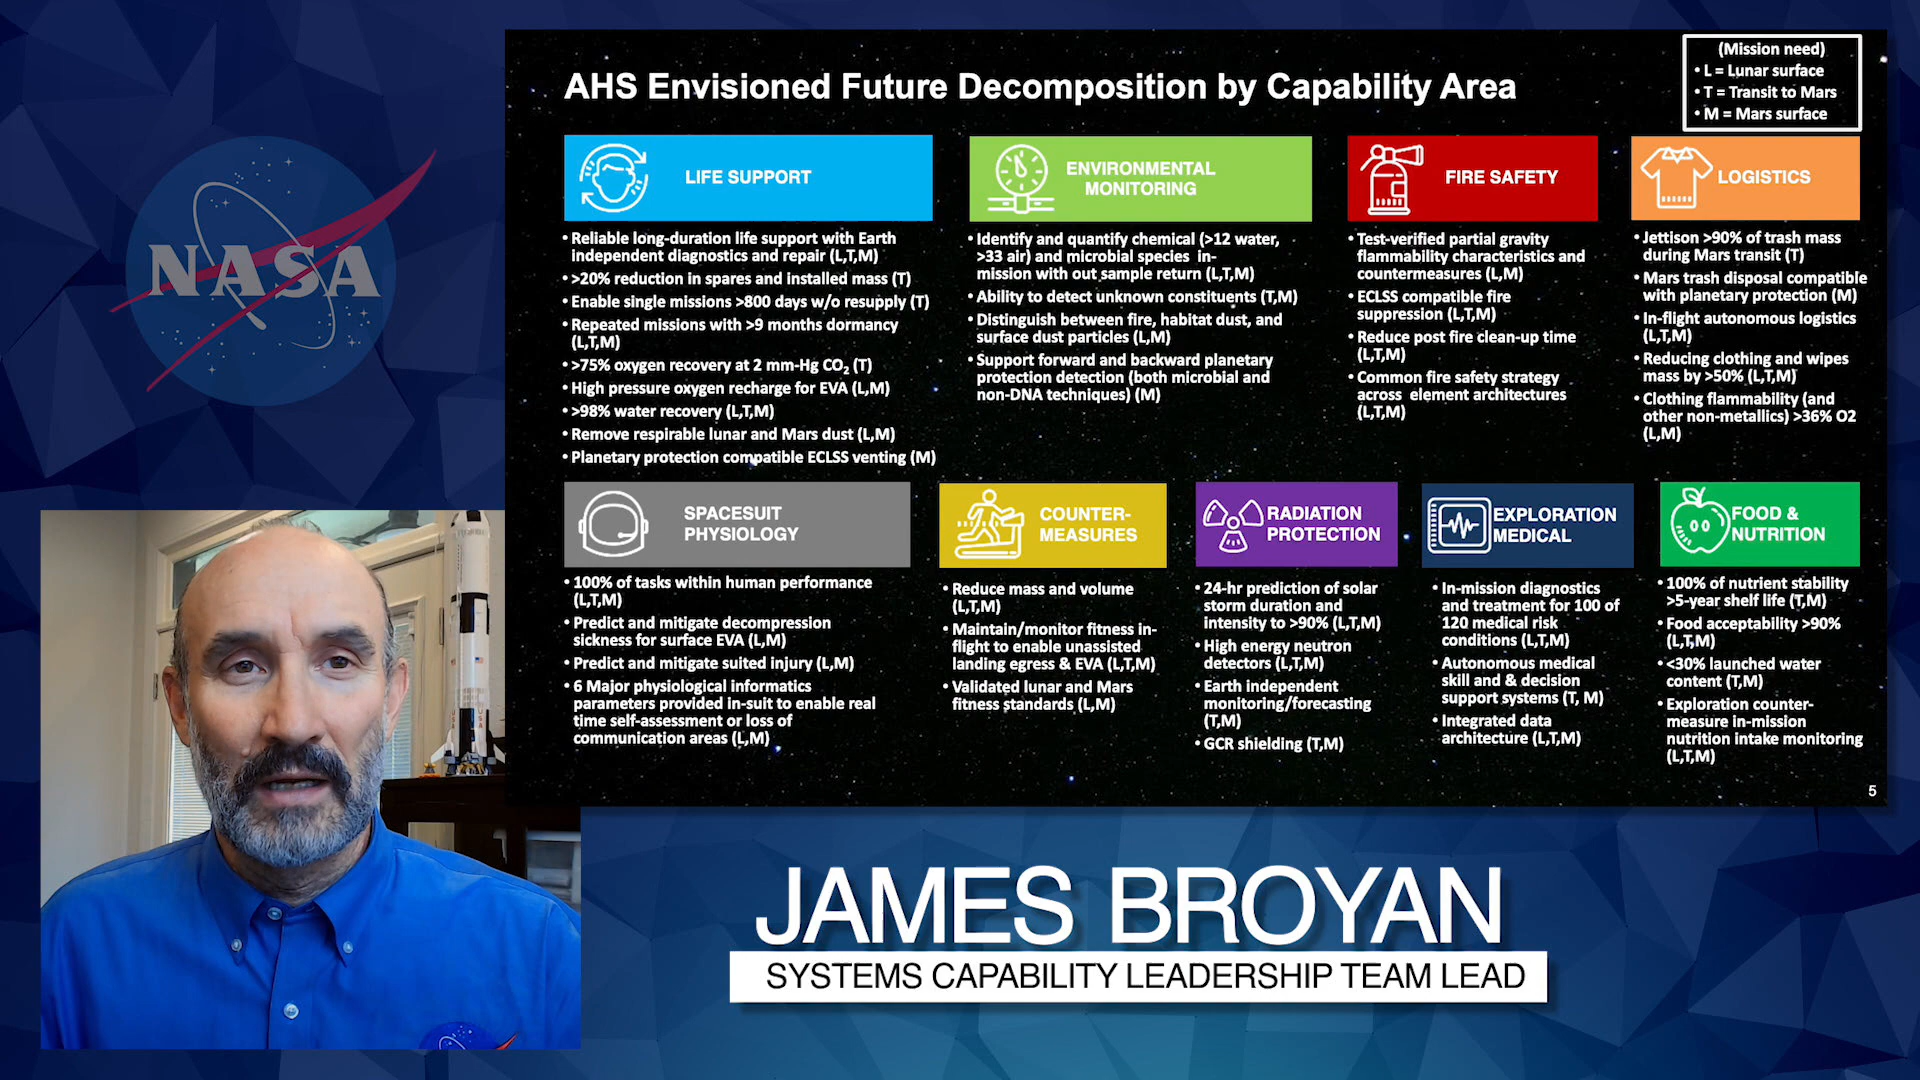 NASA
AHS Envisioned Future Decomposition by Capability Area
(Mission need)
• L = Lunar surface
• T = Transit to Mars
• M = Mars surface
LIFE SUPPORT
• Reliable long-duration life support with Earth
independent diagnostics and repair (L,T,M)
• >20% reduction in spares and installed mass (T)
• Enable single missions >800 days w/o resupply (T)
• Repeated missions with >9 months dormancy
(L,T,M)
• >75% oxygen recovery at 2 mm-Hg CO₂ (T)
• High pressure oxygen recharge for EVA (L,M)
• >98% water recovery (L,T,M)
• Remove respirable lunar and Mars dust (L,M)
• Planetary protection compatible ECLSS venting (M)
ENVIRONMENTAL
MONITORING
• Identify and quantify chemical (>12 water,
>33 air) and microbial species in-
mission with out sample return (L,T,M)
• Ability to detect unknown constituents (T,M)
• Distinguish between fire, habitat dust, and
surface dust particles (L,M)
• Support forward and backward planetary
protection detection (both microbial and
non-DNA techniques) (M)
FIRE SAFETY
• Test-verified partial gravity
flammability characteristics and
countermeasures (L,M)
• ECLSS compatible fire
suppression (L,T,M)
• Reduce post fire clean-up time
(L,T,M)
• Common fire safety strategy
across element architectures
(L,T,M)
LOGISTICS
• Jettison >90% of trash mass
during Mars transit (T)
• Mars trash disposal compatible
with planetary protection (M)
• In-flight autonomous logistics
(L,T,M)
• Reducing clothing and wipes
mass by >50% (L,T,M)
• Clothing flammability (and
other non-metallics) >36% O2
(L,M)
SPACESUIT
PHYSIOLOGY
• 100% of tasks within human performance
(L,T,M)
• Predict and mitigate decompression
sickness for surface EVA (L,M)
• Predict and mitigate suited injury (L,M)
• 6 Major physiological informatics
parameters provided in-suit to enable real
time self-assessment or loss of
communication areas (L,M)
COUNTER-
MEASURES
• Reduce mass and volume
(L,T,M)
• Maintain/monitor fitness in-
flight to enable unassisted
landing egress & EVA (L,T,M)
• Validated lunar and Mars
fitness standards (L,M)
RADIATION
PROTECTION
• 24-hr prediction of solar
storm duration and
intensity to >90% (L,T,M)
• High energy neutron
detectors (L,T,M)
• Earth independent
monitoring/forecasting
(T,M)
• GCR shielding (T,M)
EXPLORATION
MEDICAL
• In-mission diagnostics
and treatment for 100 of
120 medical risk
conditions (L,T,M)
• Autonomous medical
skill and & decision
support systems (T, M)
• Integrated data
architecture (L,T,M)
FOOD &
NUTRITION
• 100% of nutrient stability
>5-year shelf life (T,M)
• Food acceptability >90%
(L,T,M)
• <30% launched water
content (T,M)
• Exploration counter-
measure in-mission
nutrition intake monitoring
(L,T,M)
5
JAMES BROYAN
SYSTEMS CAPABILITY LEADERSHIP TEAM LEAD